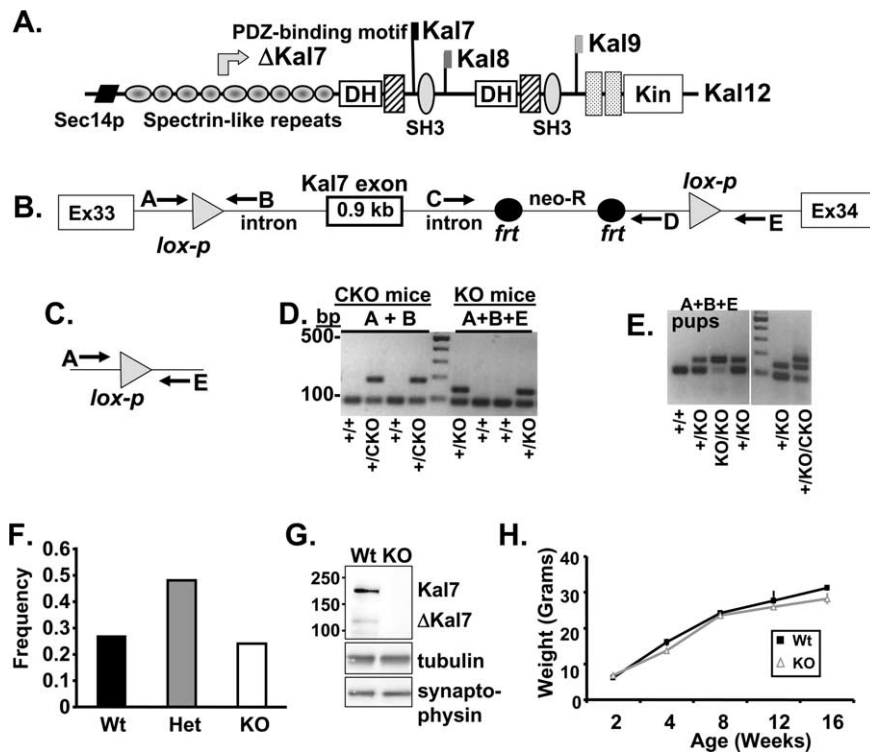 A.
PDZ-binding motif
Kal7
ΔKal7
Kal8
Kal9
DH
DH
Kin
Kal12
Sec14p
Spectrin-like repeats
SH3
SH3
B.
Ex33
A
B
lox-p
intron
Kal7 exon
0.9 kb
C
intron
neo-R
frt
frt
D
lox-p
E
Ex34
C.
A
E
lox-p
D.
CKO mice
KO mice
bp
A + B
A+B+E
500-
100-
+/+
+/CKO
+/+
+/CKO
+/KO
+/+
+/+
+/KO
E.
A+B+E
pups
+/+
+/KO
KO/KO
+/KO
+/KO
+/KO/CKO
F.
Frequency
0.6
0.5
0.4
0.3
0.2
0.1
0
Wt
Het
KO
G.
Wt KO
250
150
100
Kal7
ΔKal7
tubulin
synapto-
physin
H.
Weight (Grams)
40
30
20
10
0
Wt
KO
2 4 8 12 16
Age (Weeks)